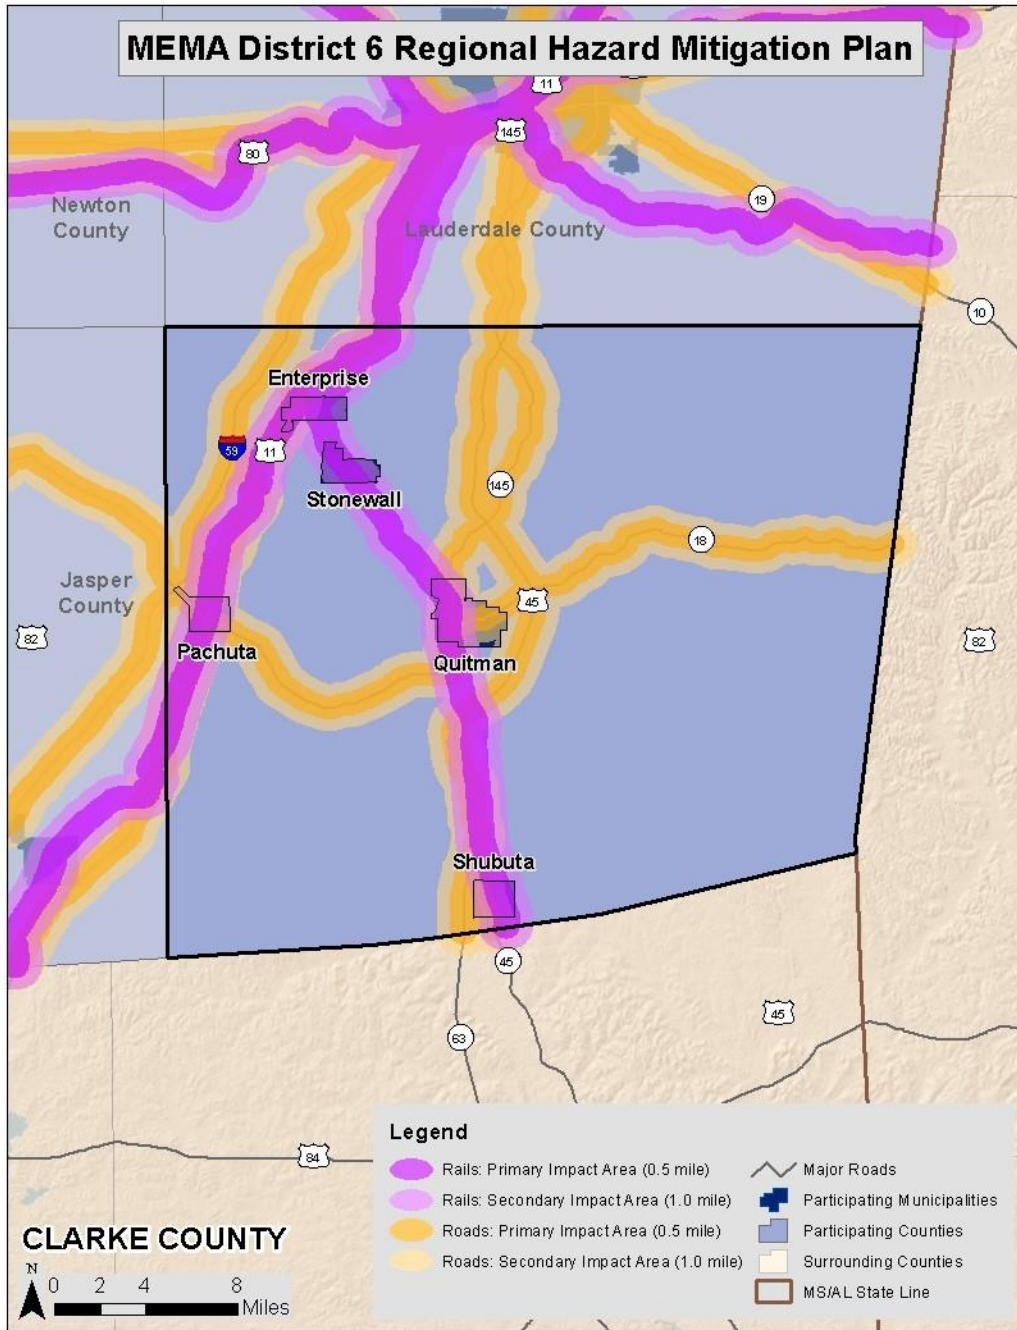 MEMA District 6 Regional Hazard Mitigation Plan
11
145
80
19
Newton
County
Lauderdale County
10
Enterprise
59
11
Stonewall
145
18
Jasper
County
45
82
82
Pachuta
Quitman
Shubuta
45
45
63
84
Legend
Rails: Primary Impact Area (0.5 mile)
Rails: Secondary Impact Area (1.0 mile)
Roads: Primary Impact Area (0.5 mile)
Roads: Secondary Impact Area (1.0 mile)
Major Roads
Participating Municipalities
Participating Counties
Surrounding Counties
MS/AL State Line
CLARKE COUNTY
N
0 2 4 8
Miles